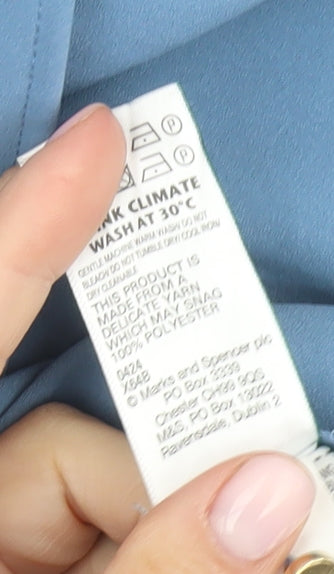 P
P
NK CLIMATE
WASH AT 30°C
GENTLE MACHINE WARM WASH/ DO NOT
BLEACH/ DO NOT TUMBLE DRY/ COOL IRON/
DRY CLEANABLE
THIS PRODUCT IS
MADE FROM A
DELICATE YARN
WHICH MAY SNAG
100% POLYESTER
0424
X648
© Marks and Spencer plc
PO Box 3339
Chester CH99 9QS
M&S, PO Box 13022
Ravensdale, Dublin 2